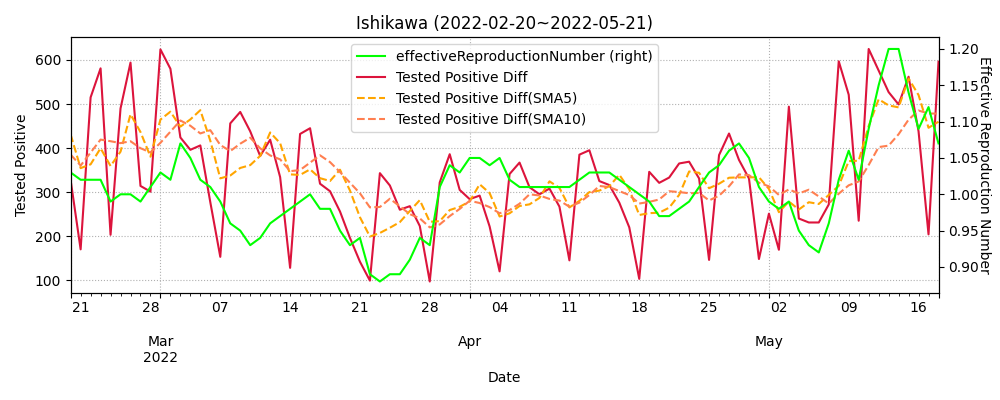 Ishikawa (2022-02-20~2022-05-21)
effectiveReproductionNumber (right)
Tested Positive Diff
Tested Positive Diff(SMA5)
Tested Positive Diff(SMA10)
Tested Positive
600
500
400
300
200
100
1.20
1.15
1.10
1.05
1.00
0.95
0.90
Effective Reproduction Number
21 28 07 14 21 28 04 11 18 25 02 09 16
Mar Apr May
2022
Date